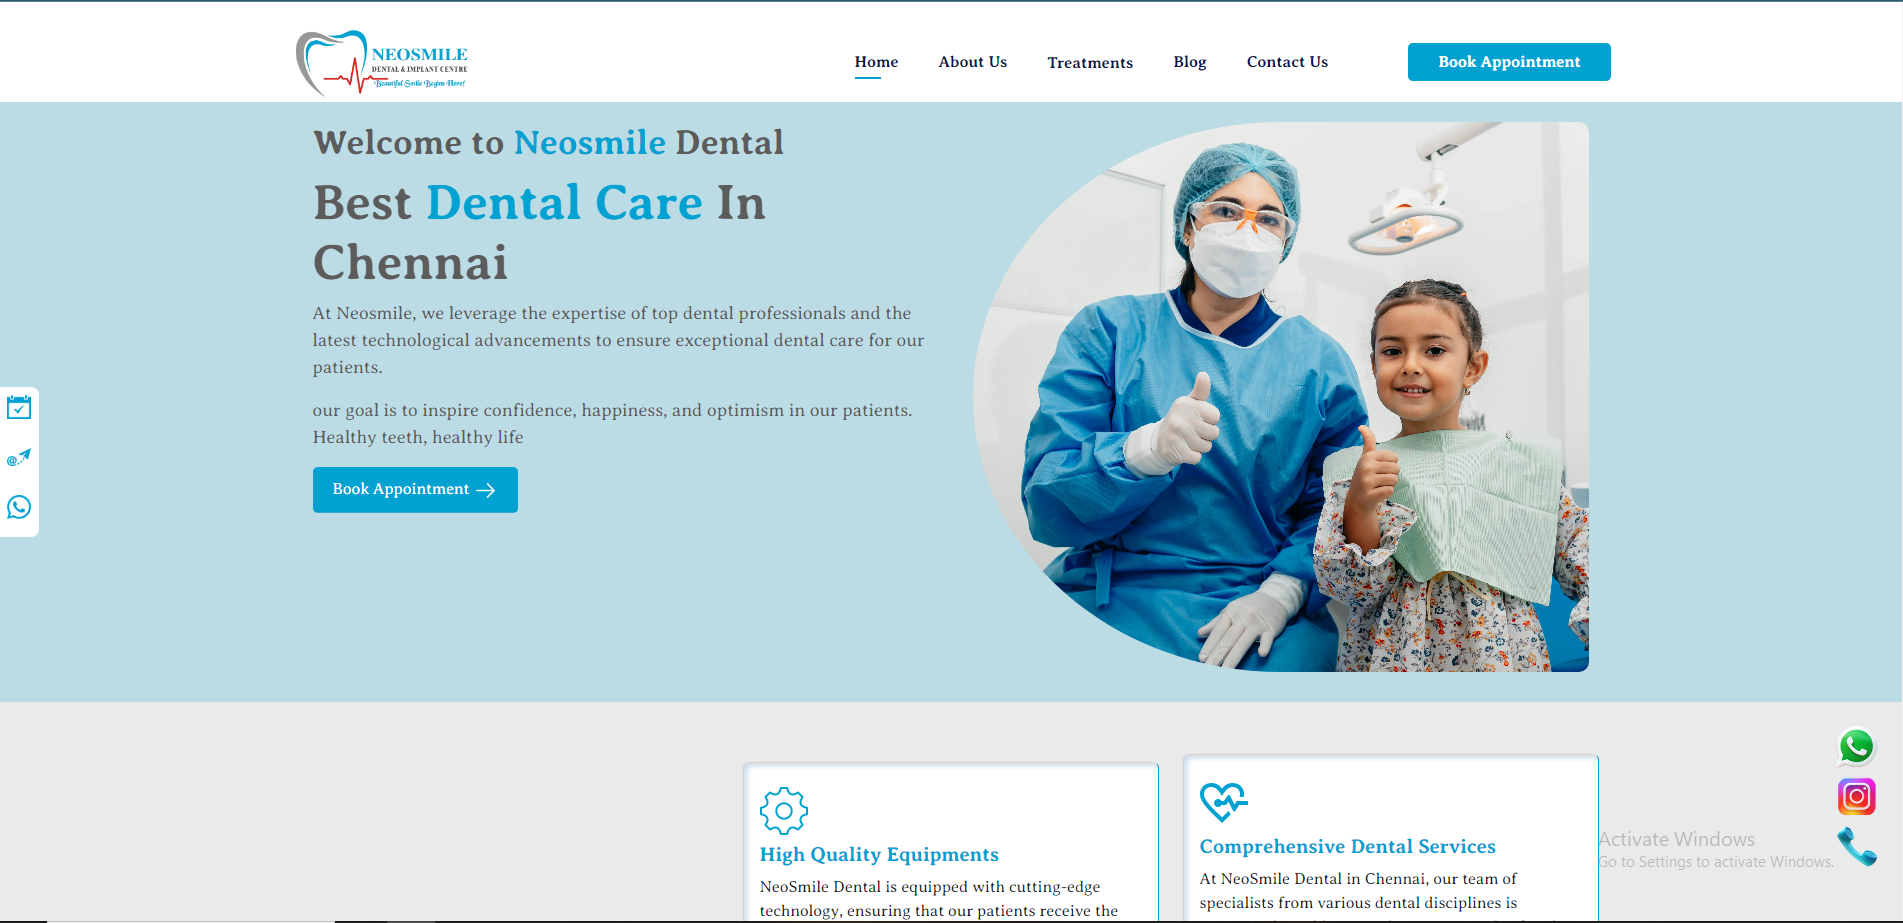 NEOSMILE
DENTAL & IMPLANT CENTRE
Beautiful Smile Begins Here!
Home
About Us
Treatments
Blog
Contact Us
Book Appointment
Welcome to Neosmile Dental
Best Dental Care In
Chennai
At Neosmile, we leverage the expertise of top dental professionals and the
latest technological advancements to ensure exceptional dental care for our
patients.
our goal is to inspire confidence, happiness, and optimism in our patients.
Healthy teeth, healthy life
Book Appointment
High Quality Equipments
NeoSmile Dental is equipped with cutting-edge
technology, ensuring that our patients receive the
Comprehensive Dental Services
At NeoSmile Dental in Chennai, our team of
specialists from various dental disciplines is
Activate Windows
Go to Settings to activate Windows.